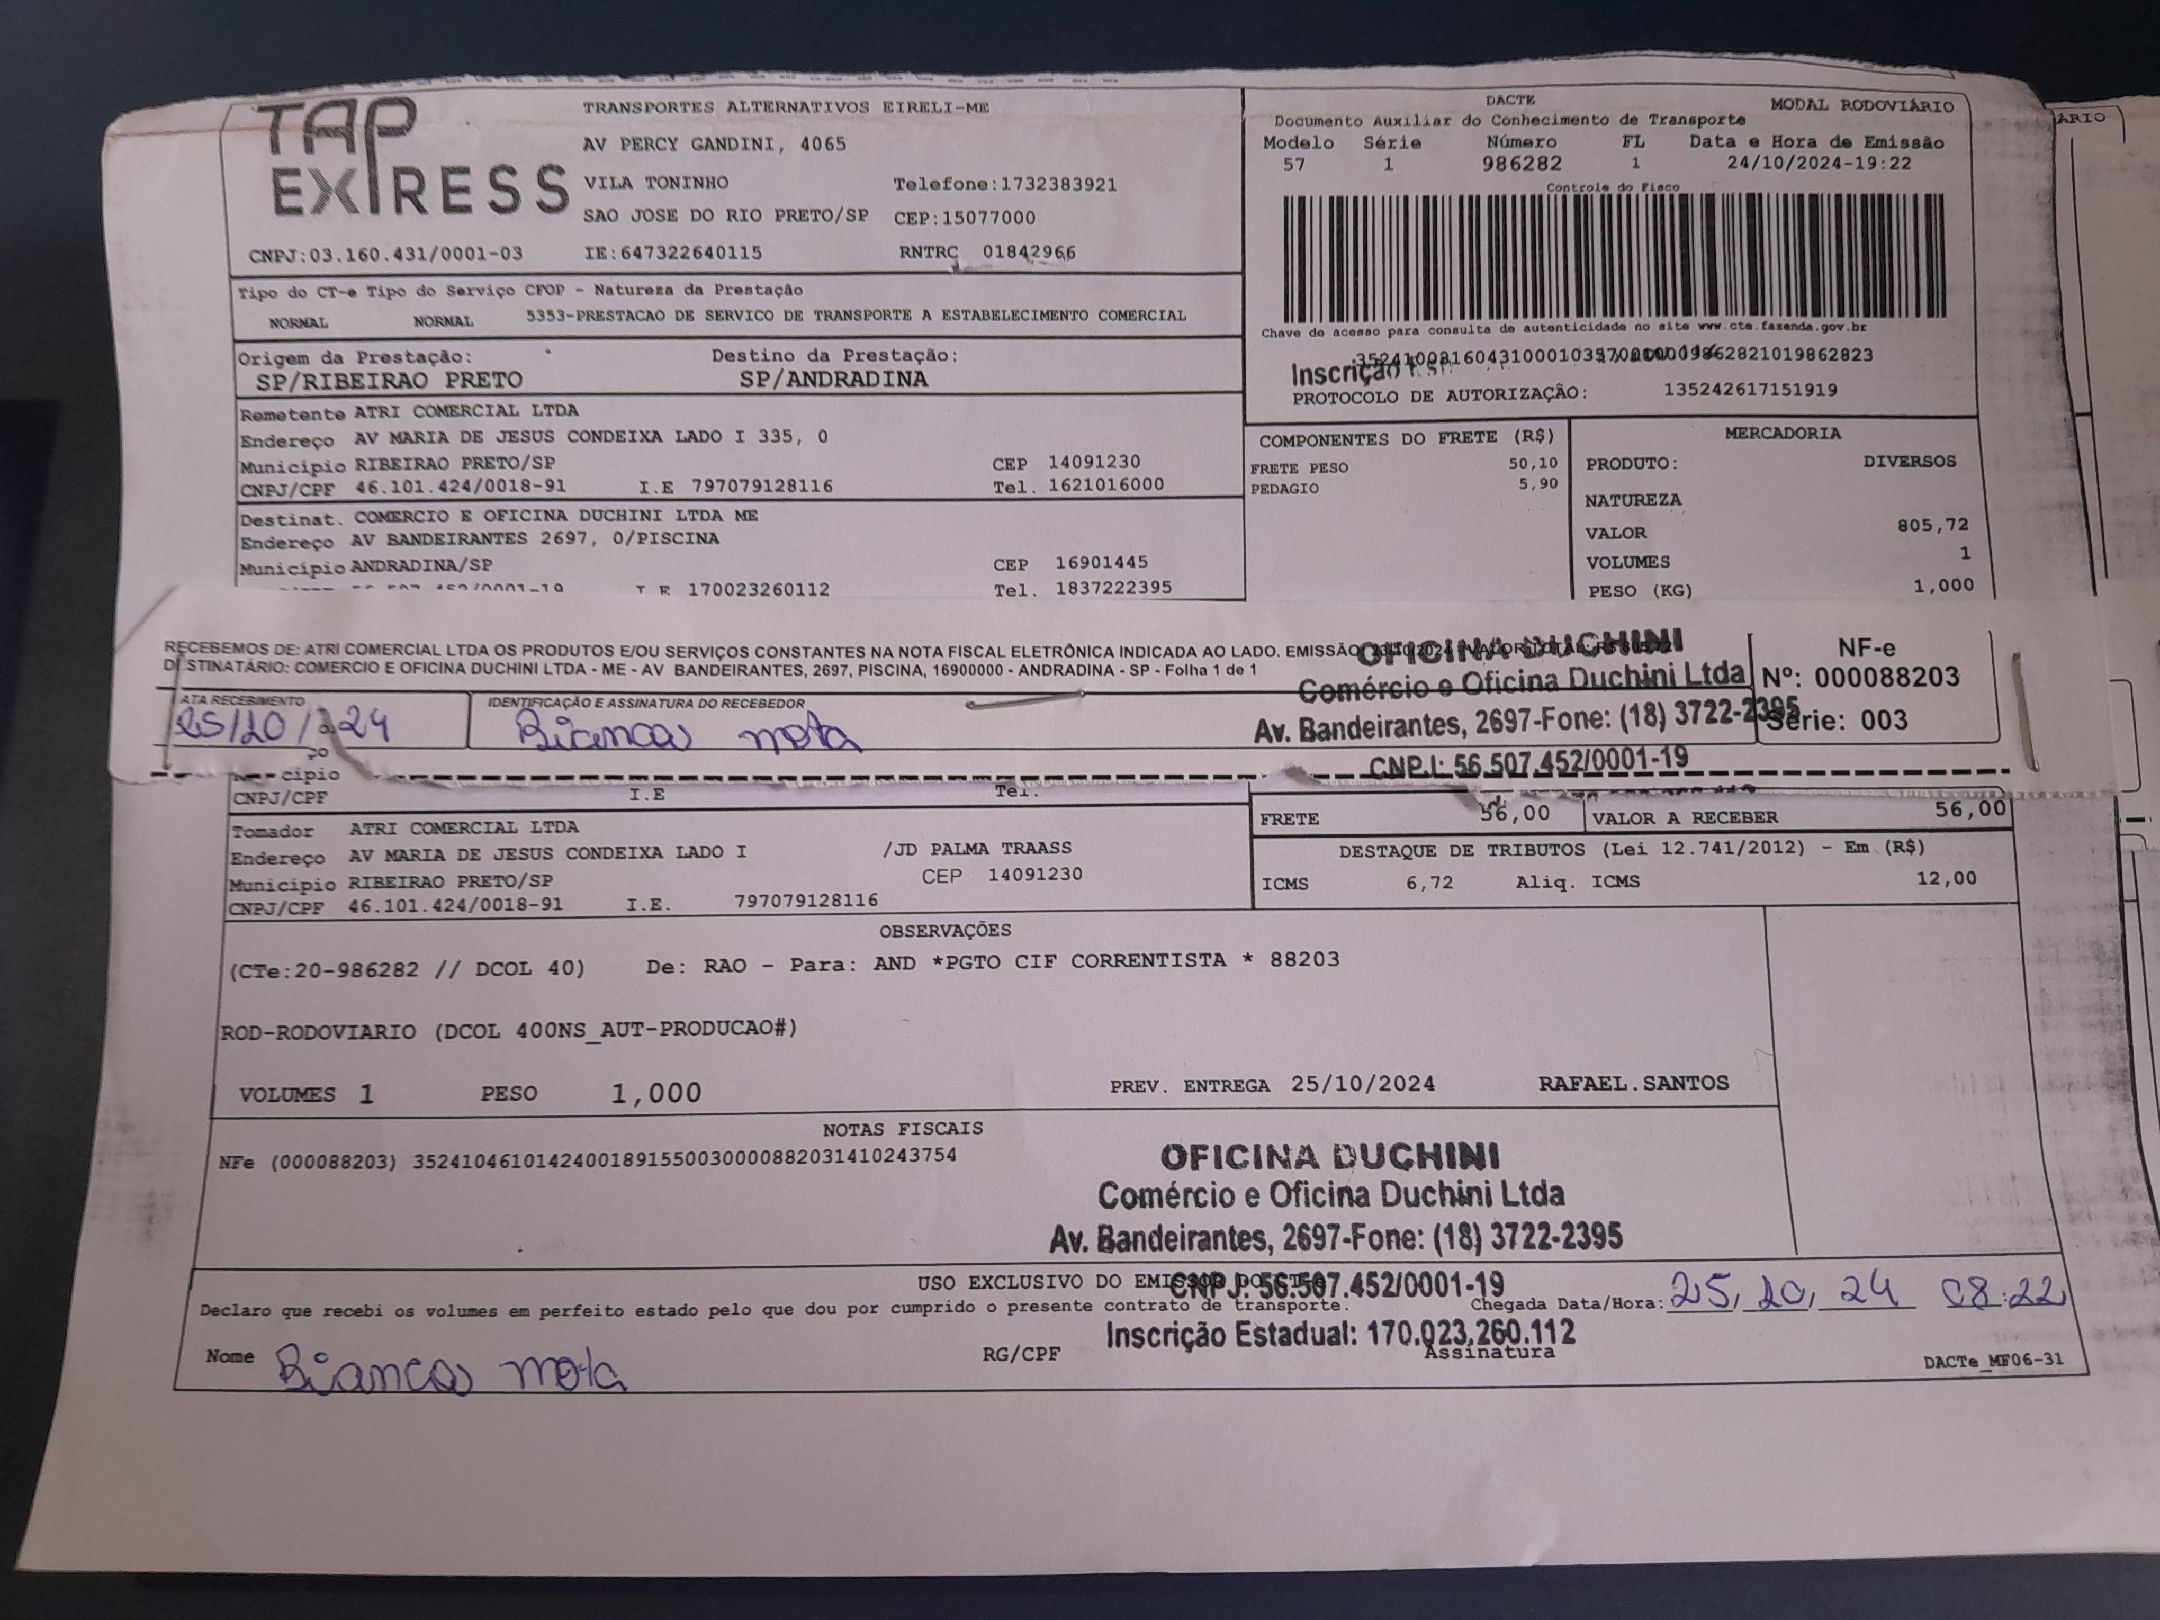 TAP EXPRESS
TRANSPORTES ALTERNATIVOS EIRELI-ME
AV PERCY GANDINI, 4065
VILA TONINHO Telefone:1732383921
SAO JOSE DO RIO PRETO/SP CEP:15077000
CNPJ:03.160.431/0001-03 IE:647322640115 RNTRC 01842966
DACTE MODAL RODOVIÁRIO
ARIO
Documento Auxiliar do Conhecimento de Transporte
Modelo Série Número FL Data e Hora de Emissão
57 1 986282 1 24/10/2024-19:22
Controle do Fisco
Chave de acesso para consulta de autenticidade no site www.cte.fazenda.gov.br
Inscrição
PROTOCOLO DE AUTORIZAÇÃO: 135242617151919
Tipo do CT-e Tipo do Serviço CFOP - Natureza da Prestação
NORMAL NORMAL 5353-PRESTACAO DE SERVICO DE TRANSPORTE A ESTABELECIMENTO COMERCIAL
Origem da Prestação: Destino da Prestação:
SP/RIBEIRAO PRETO SP/ANDRADINA
Remetente ATRI COMERCIAL LTDA
Endereço AV MARIA DE JESUS CONDEIXA LADO I 335, 0
Município RIBEIRAO PRETO/SP CEP 14091230
CNPJ/CPF 46.101.424/0018-91 I.E 797079128116 Tel. 1621016000
Destinat. COMERCIO E OFICINA DUCHINI LTDA ME
Endereço AV BANDEIRANTES 2697, 0/PISCINA
Município ANDRADINA/SP CEP 16901445
I E 170023260112 Tel. 1837222395
COMPONENTES DO FRETE (R$)
FRETE PESO 50,10
PEDAGIO 5,90
MERCADORIA
PRODUTO: DIVERSOS
NATUREZA
VALOR 805,72
VOLUMES 1
PESO (KG) 1,000
RECEBEMOS DE: ATRI COMERCIAL LTDA OS PRODUTOS E/OU SERVIÇOS CONSTANTES NA NOTA FISCAL ELETRÔNICA INDICADA AO LADO. EMISSÃO
DESTINATÁRIO: COMERCIO E OFICINA DUCHINI LTDA - ME - AV BANDEIRANTES, 2697, PISCINA, 16900000 - ANDRADINA - SP - Folha 1 de 1
ATA RECEBIMENTO IDENTIFICAÇÃO E ASSINATURA DO RECEBEDOR
25/10/24 Bianca Mota
OFICINA DUCHINI
Comércio e Oficina Duchini Ltda
Av. Bandeirantes, 2697-Fone: (18) 3722-2395
CNPJ: 56.507.452/0001-19
NF-e
Nº: 000088203
Série: 003
cípio
CNPJ/CPF I.E Tel.
FRETE 56,00 VALOR A RECEBER 56,00
Tomador ATRI COMERCIAL LTDA
Endereço AV MARIA DE JESUS CONDEIXA LADO I /JD PALMA TRAASS
Município RIBEIRAO PRETO/SP CEP 14091230
CNPJ/CPF 46.101.424/0018-91 I.E. 797079128116
DESTAQUE DE TRIBUTOS (Lei 12.741/2012) - Em (R$)
ICMS 6,72 Aliq. ICMS 12,00
OBSERVAÇÕES
(CTe:20-986282 // DCOL 40) De: RAO - Para: AND *PGTO CIF CORRENTISTA * 88203
ROD-RODOVIARIO (DCOL 400NS_AUT-PRODUCAO#)
VOLUMES 1 PESO 1,000 PREV. ENTREGA 25/10/2024 RAFAEL.SANTOS
NOTAS FISCAIS
NFe (000088203) 35241046101424001891550030000882031410243754
OFICINA DUCHINI
Comércio e Oficina Duchini Ltda
Av. Bandeirantes, 2697-Fone: (18) 3722-2395
CNPJ: 56.507.452/0001-19
Inscrição Estadual: 170.023.260.112
USO EXCLUSIVO DO EMISSOR DO
Declaro que recebi os volumes em perfeito estado pelo que dou por cumprido o presente contrato de transporte. Chegada Data/Hora: 25/10/24 08:22
Nome Bianca Mota RG/CPF Assinatura
DACTe_MF06-31